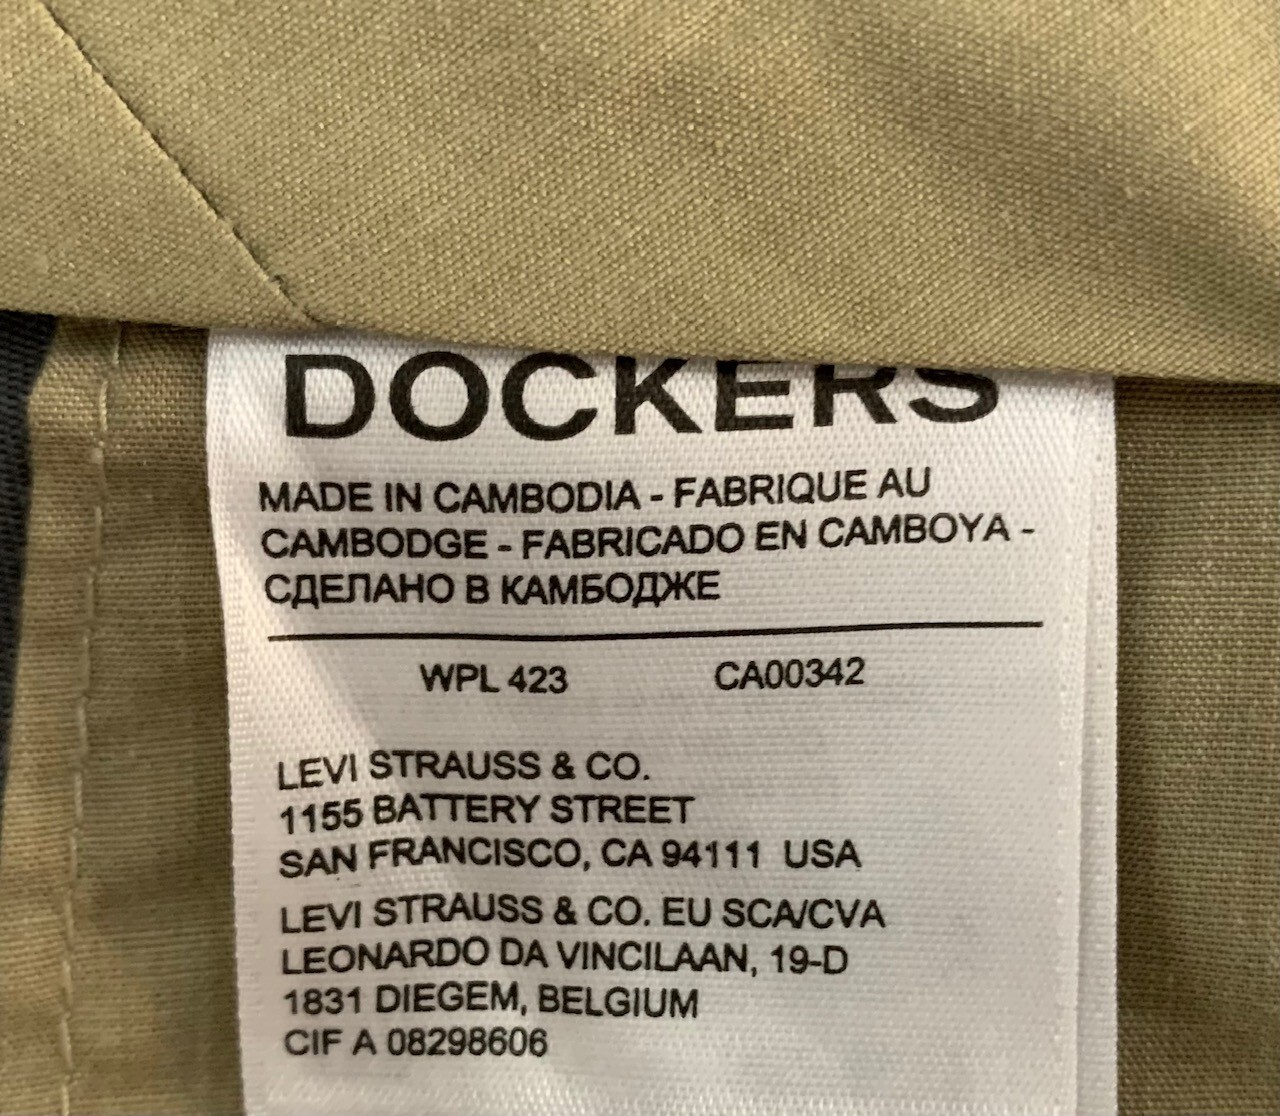 DOCKERS
MADE IN CAMBODIA - FABRIQUE AU
CAMBODGE - FABRICADO EN CAMBOYA -
СДЕЛАНО В КАМБОДЖЕ
WPL 423 CA00342
LEVI STRAUSS & CO.
1155 BATTERY STREET
SAN FRANCISCO, CA 94111 USA
LEVI STRAUSS & CO. EU SCA/CVA
LEONARDO DA VINCILAAN, 19-D
1831 DIEGEM, BELGIUM
CIF A 08298606